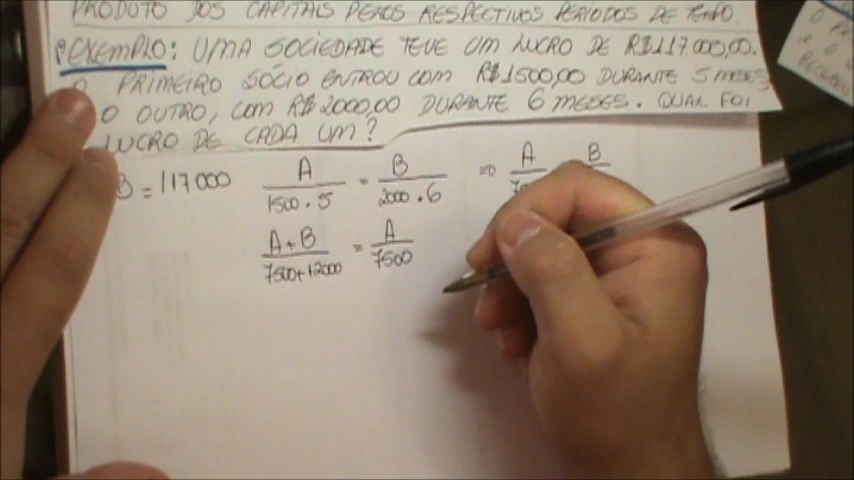 PRODUTO DOS CAPITAIS PELOS RESPECTIVOS PERÍODOS DE TEMPO
EXEMPLO: UMA SOCIEDADE TEVE UM LUCRO DE R$117.000,00.
O PRIMEIRO SÓCIO ENTROU COM R$1500,00 DURANTE 5 MESES
O OUTRO, COM R$2000,00 DURANTE 6 MESES. QUAL FOI
LUCRO DE CADA UM?
B = 117000 A/1500.5 = B/2000.6 => A B
A+B/7500+12000 = A/7500